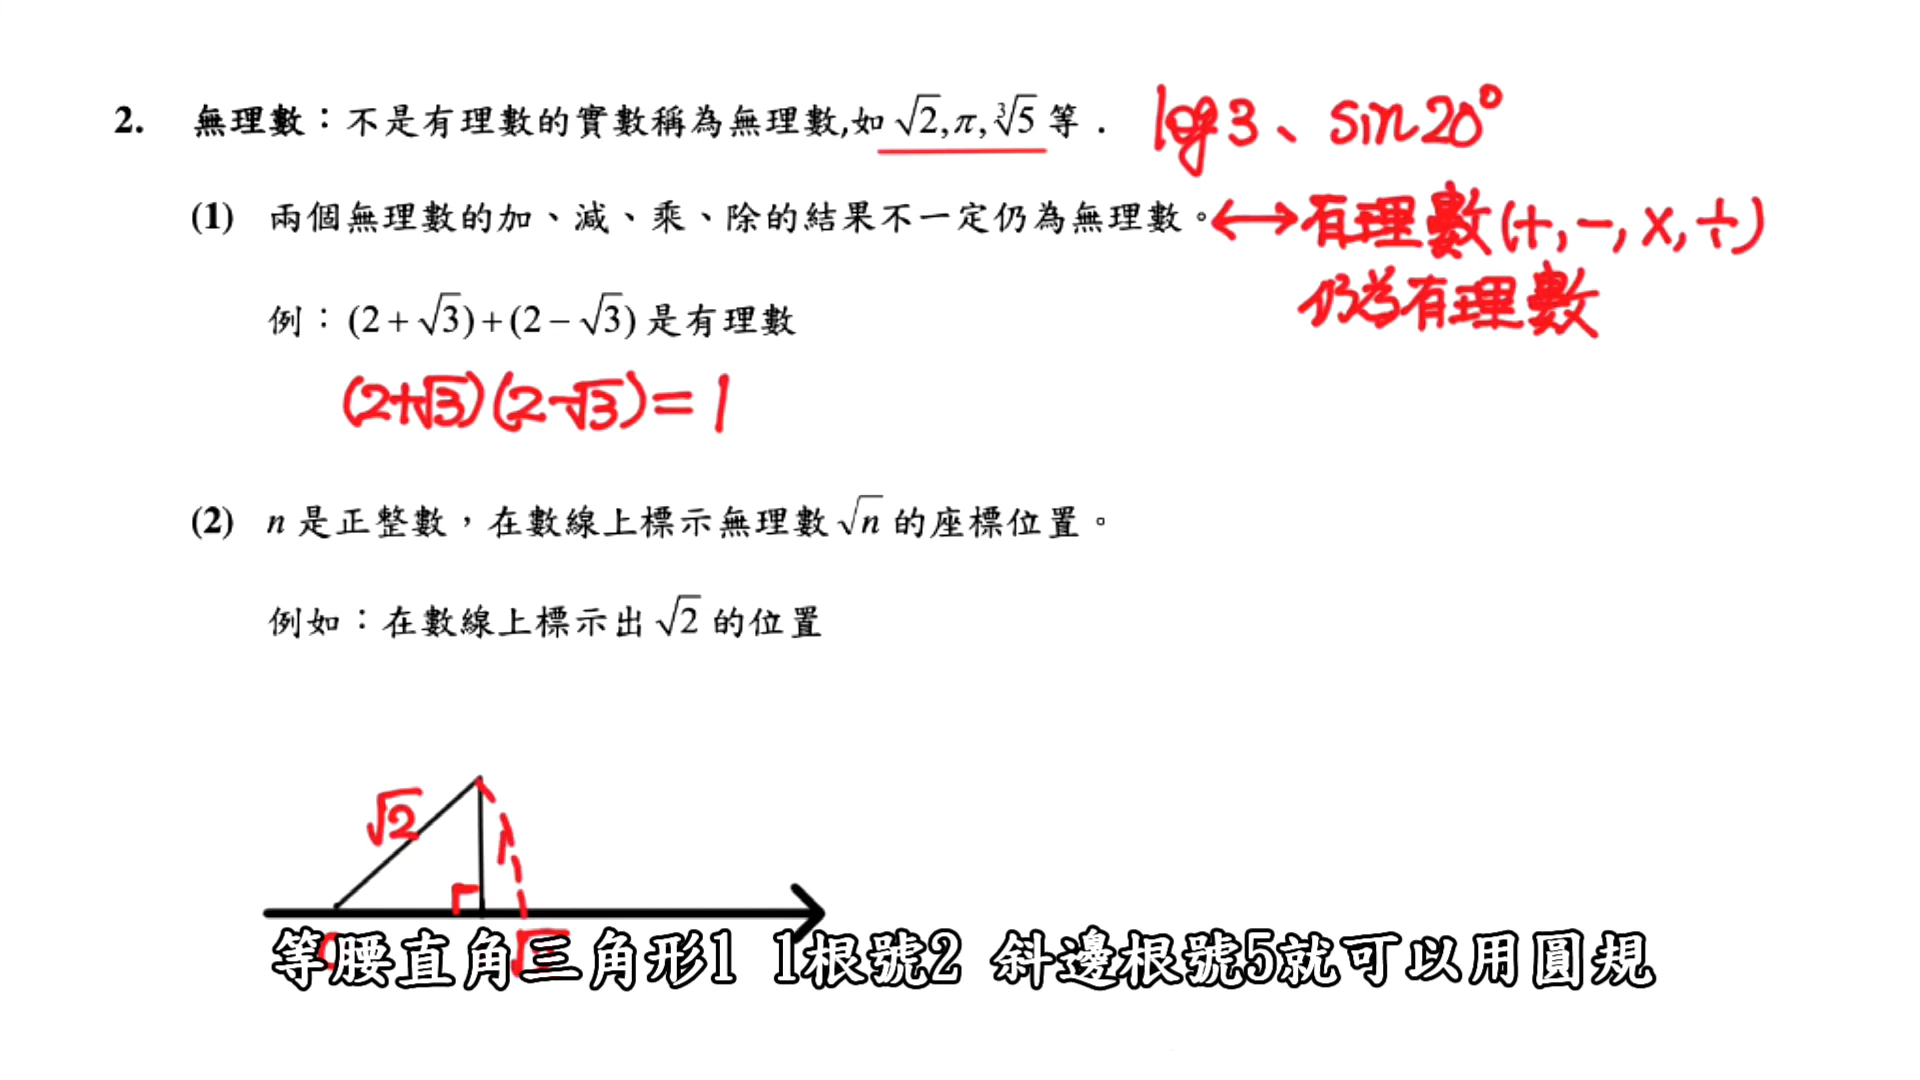 2. 無理數：不是有理數的實數稱為無理數,如 √2, π, ∛5 等． log3、sin20°
(1) 兩個無理數的加、減、乘、除的結果不一定仍為無理數。↔有理數(+,-,×,÷)
仍為有理數
例：(2+√3)+(2−√3) 是有理數
(2+√3)(2-√3)=1
(2) n 是正整數，在數線上標示無理數 √n 的座標位置。
例如：在數線上標示出 √2 的位置
√2
1
等腰直角三角形1 1根號2 斜邊根號5就可以用圓規